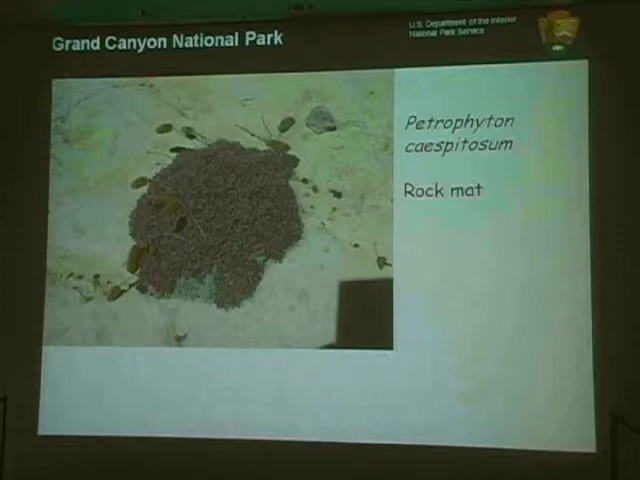 Grand Canyon National Park
U.S. Department of the Interior
National Park Service
Petrophyton
caespitosum
Rock mat